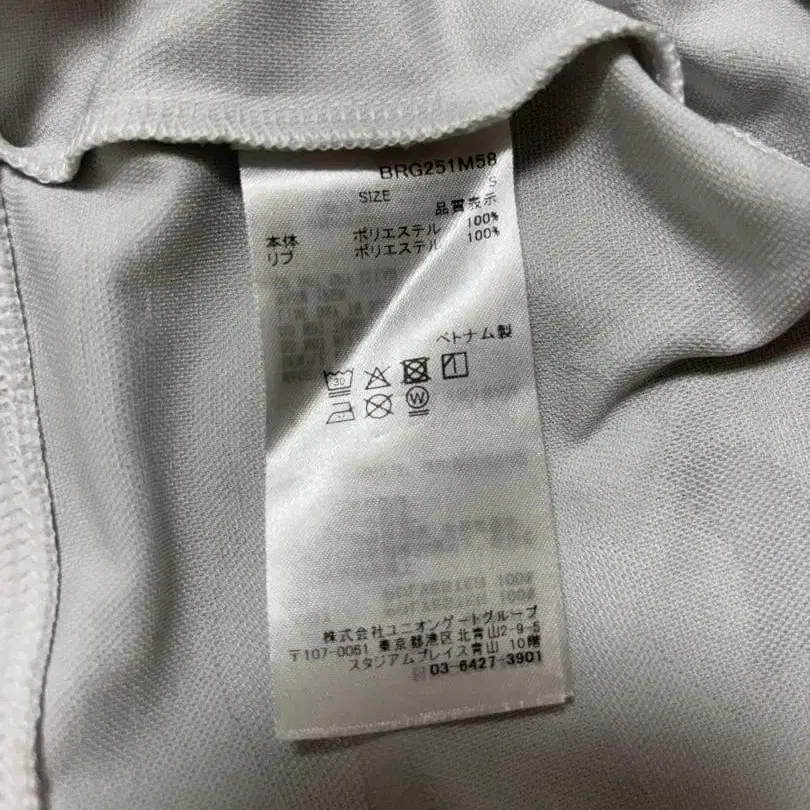 BRG251M58
SIZE S
品質表示
本体 ポリエステル 100%
リブ ポリエステル 100%
ベトナム製
30
W
株式会社ユニオンゲートグループ
〒107-0061 東京都港区北青山2-9-5
スタジアムプレイス青山 10階
03-6427-3901